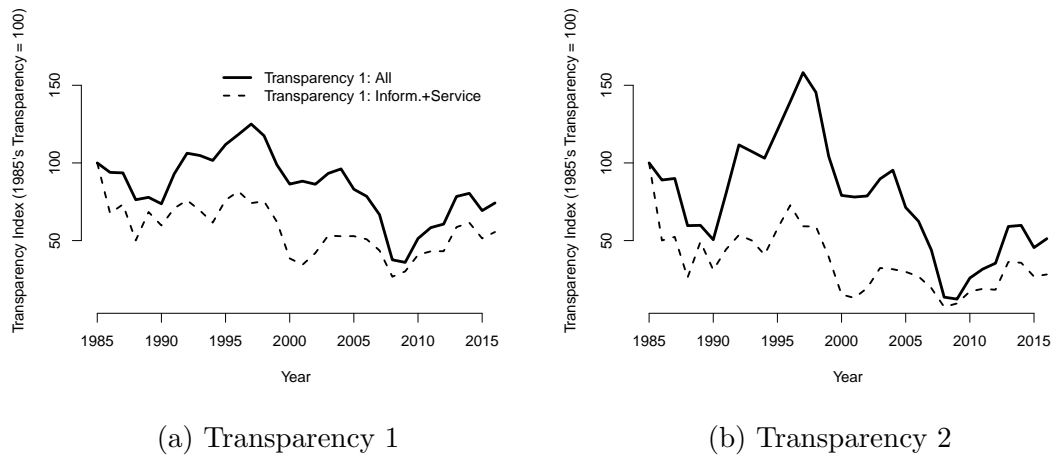 Transparency Index (1985's Transparency = 100)
150
100
50
Transparency 1: All
Transparency 1: Inform.+Service
1985 1990 1995 2000 2005 2010 2015
Year
(a) Transparency 1
Transparency Index (1985's Transparency = 100)
150
100
50
1985 1990 1995 2000 2005 2010 2015
Year
(b) Transparency 2